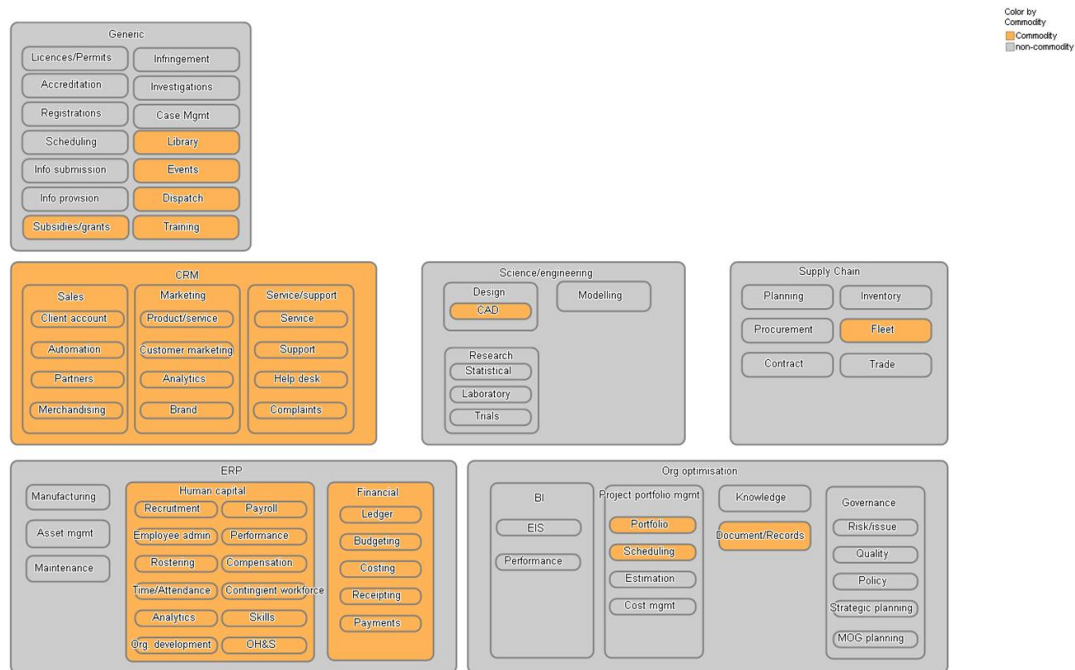 Color by
Commodity
Commodity
non-commodity
Generic
Licences/Permits
Infringement
Accreditation
Investigations
Registrations
Case Mgmt
Scheduling
Library
Info submission
Events
Info provision
Dispatch
Subsidies/grants
Training
CRM
Sales
Client account
Automation
Partners
Merchandising
Marketing
Product/service
Customer marketing
Analytics
Brand
Service/support
Service
Support
Help desk
Complaints
Science/engineering
Design
CAD
Modelling
Research
Statistical
Laboratory
Trials
Supply Chain
Planning
Inventory
Procurement
Fleet
Contract
Trade
ERP
Manufacturing
Asset mgmt
Maintenance
Human capital
Recruitment
Payroll
Employee admin
Performance
Rostering
Compensation
Time/Attendance
Contingient workforce
Analytics
Skills
Org. development
OH&S
Financial
Ledger
Budgeting
Costing
Receipting
Payments
Org optimisation
BI
EIS
Performance
Project portfolio mgmt
Portfolio
Scheduling
Estimation
Cost mgmt
Knowledge
Document/Records
Governance
Risk/issue
Quality
Policy
Strategic planning
MOG planning